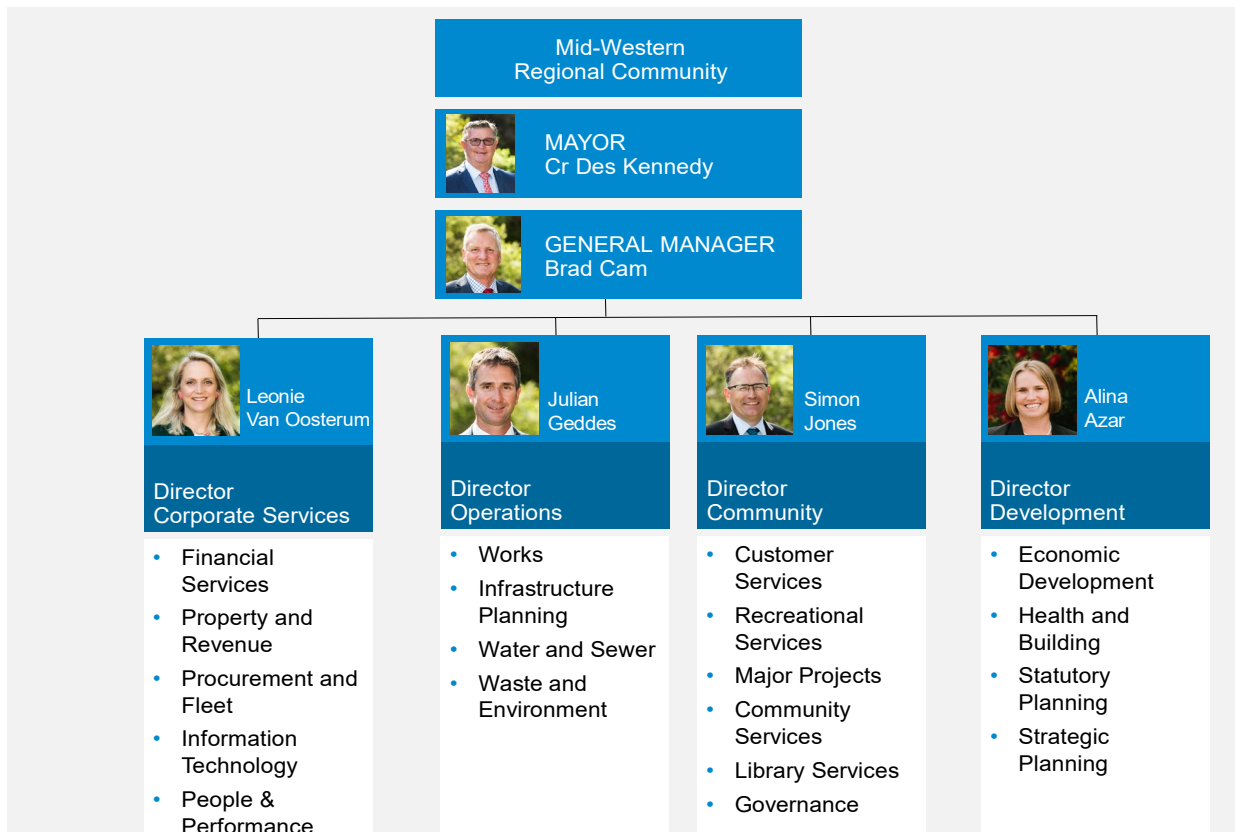 Mid-Western
Regional Community
MAYOR
Cr Des Kennedy
GENERAL MANAGER
Brad Cam
Leonie
Van Oosterum
Director
Corporate Services
• Financial
Services
• Property and
Revenue
• Procurement and
Fleet
• Information
Technology
• People &
Performance
Julian
Geddes
Director
Operations
• Works
• Infrastructure
Planning
• Water and Sewer
• Waste and
Environment
Simon
Jones
Director
Community
• Customer
Services
• Recreational
Services
• Major Projects
• Community
Services
• Library Services
• Governance
Alina
Azar
Director
Development
• Economic
Development
• Health and
Building
• Statutory
Planning
• Strategic
Planning